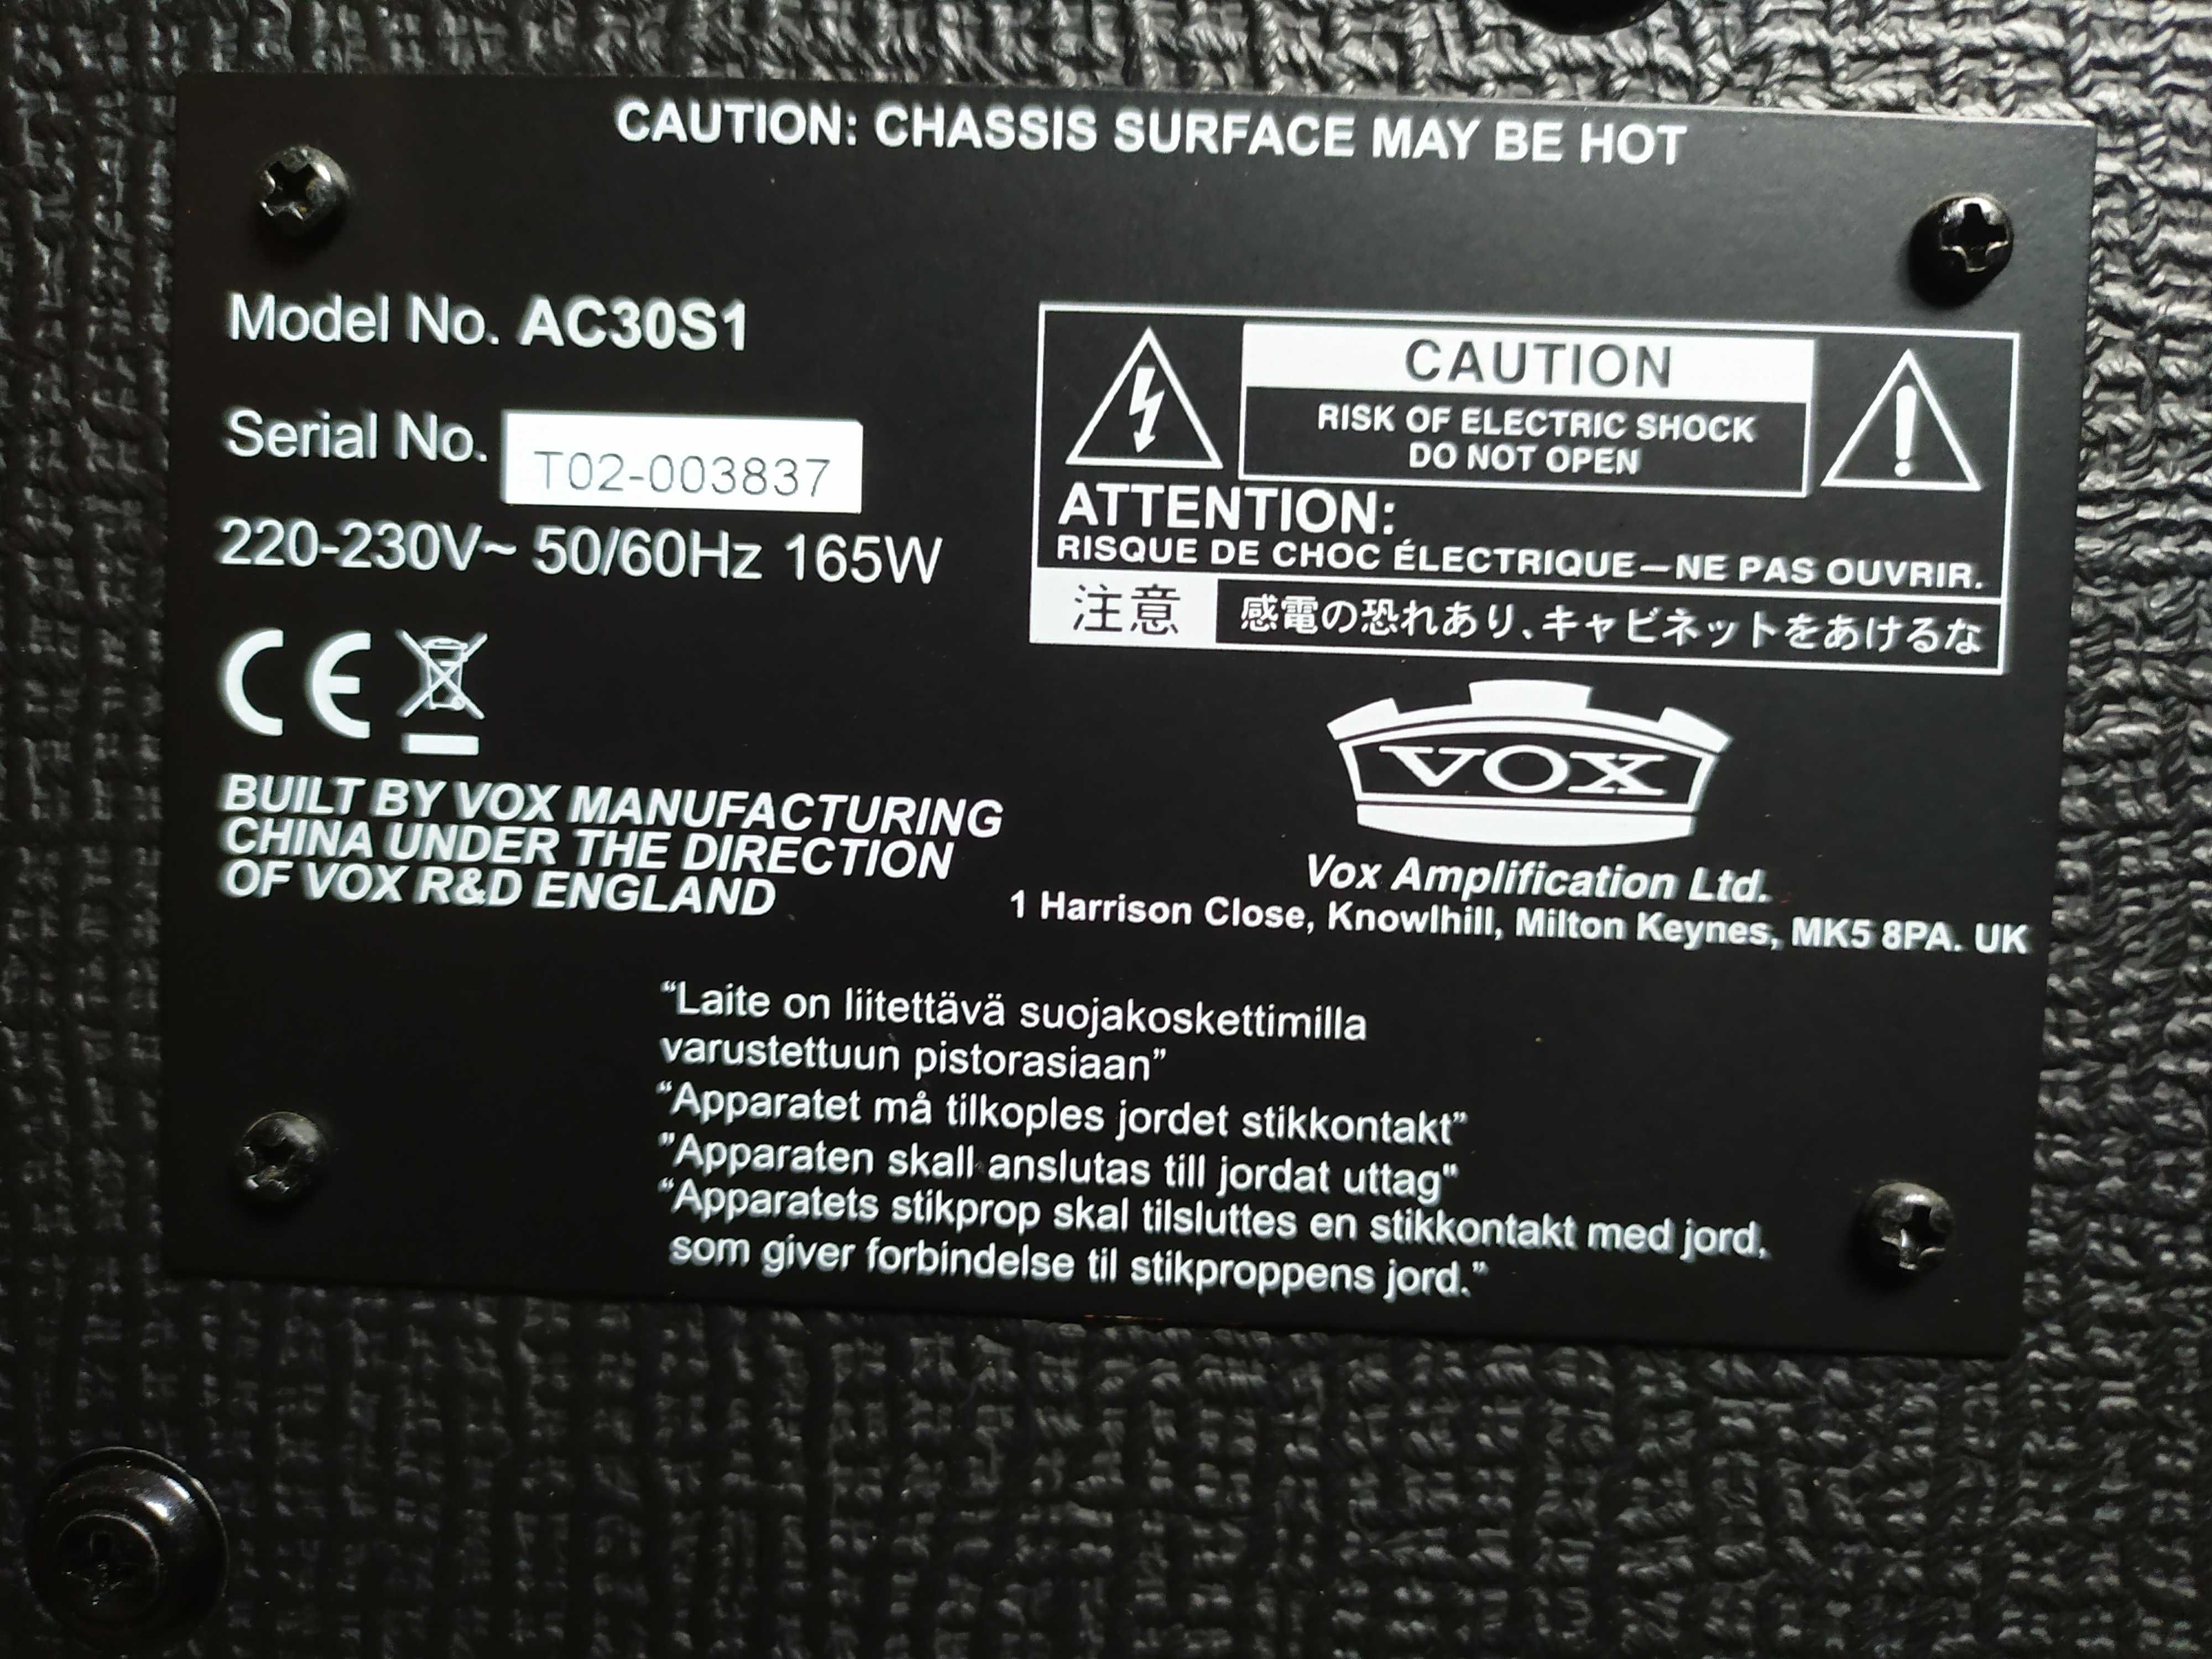 CAUTION: CHASSIS SURFACE MAY BE HOT
Model No. AC30S1
Serial No. T02-003837
220-230V~ 50/60Hz 165W
CE
BUILT BY VOX MANUFACTURING
CHINA UNDER THE DIRECTION
OF VOX R&D ENGLAND
CAUTION
RISK OF ELECTRIC SHOCK
DO NOT OPEN
ATTENTION:
RISQUE DE CHOC ÉLECTRIQUE—NE PAS OUVRIR.
注意 感電の恐れあり、キャビネットをあけるな
VOX
Vox Amplification Ltd.
1 Harrison Close, Knowlhill, Milton Keynes, MK5 8PA. UK
“Laite on liitettävä suojakoskettimilla
varustettuun pistorasiaan”
“Apparatet må tilkoples jordet stikkontakt”
"Apparaten skall anslutas till jordat uttag"
“Apparatets stikprop skal tilsluttes en stikkontakt med jord,
som giver forbindelse til stikproppens jord.”